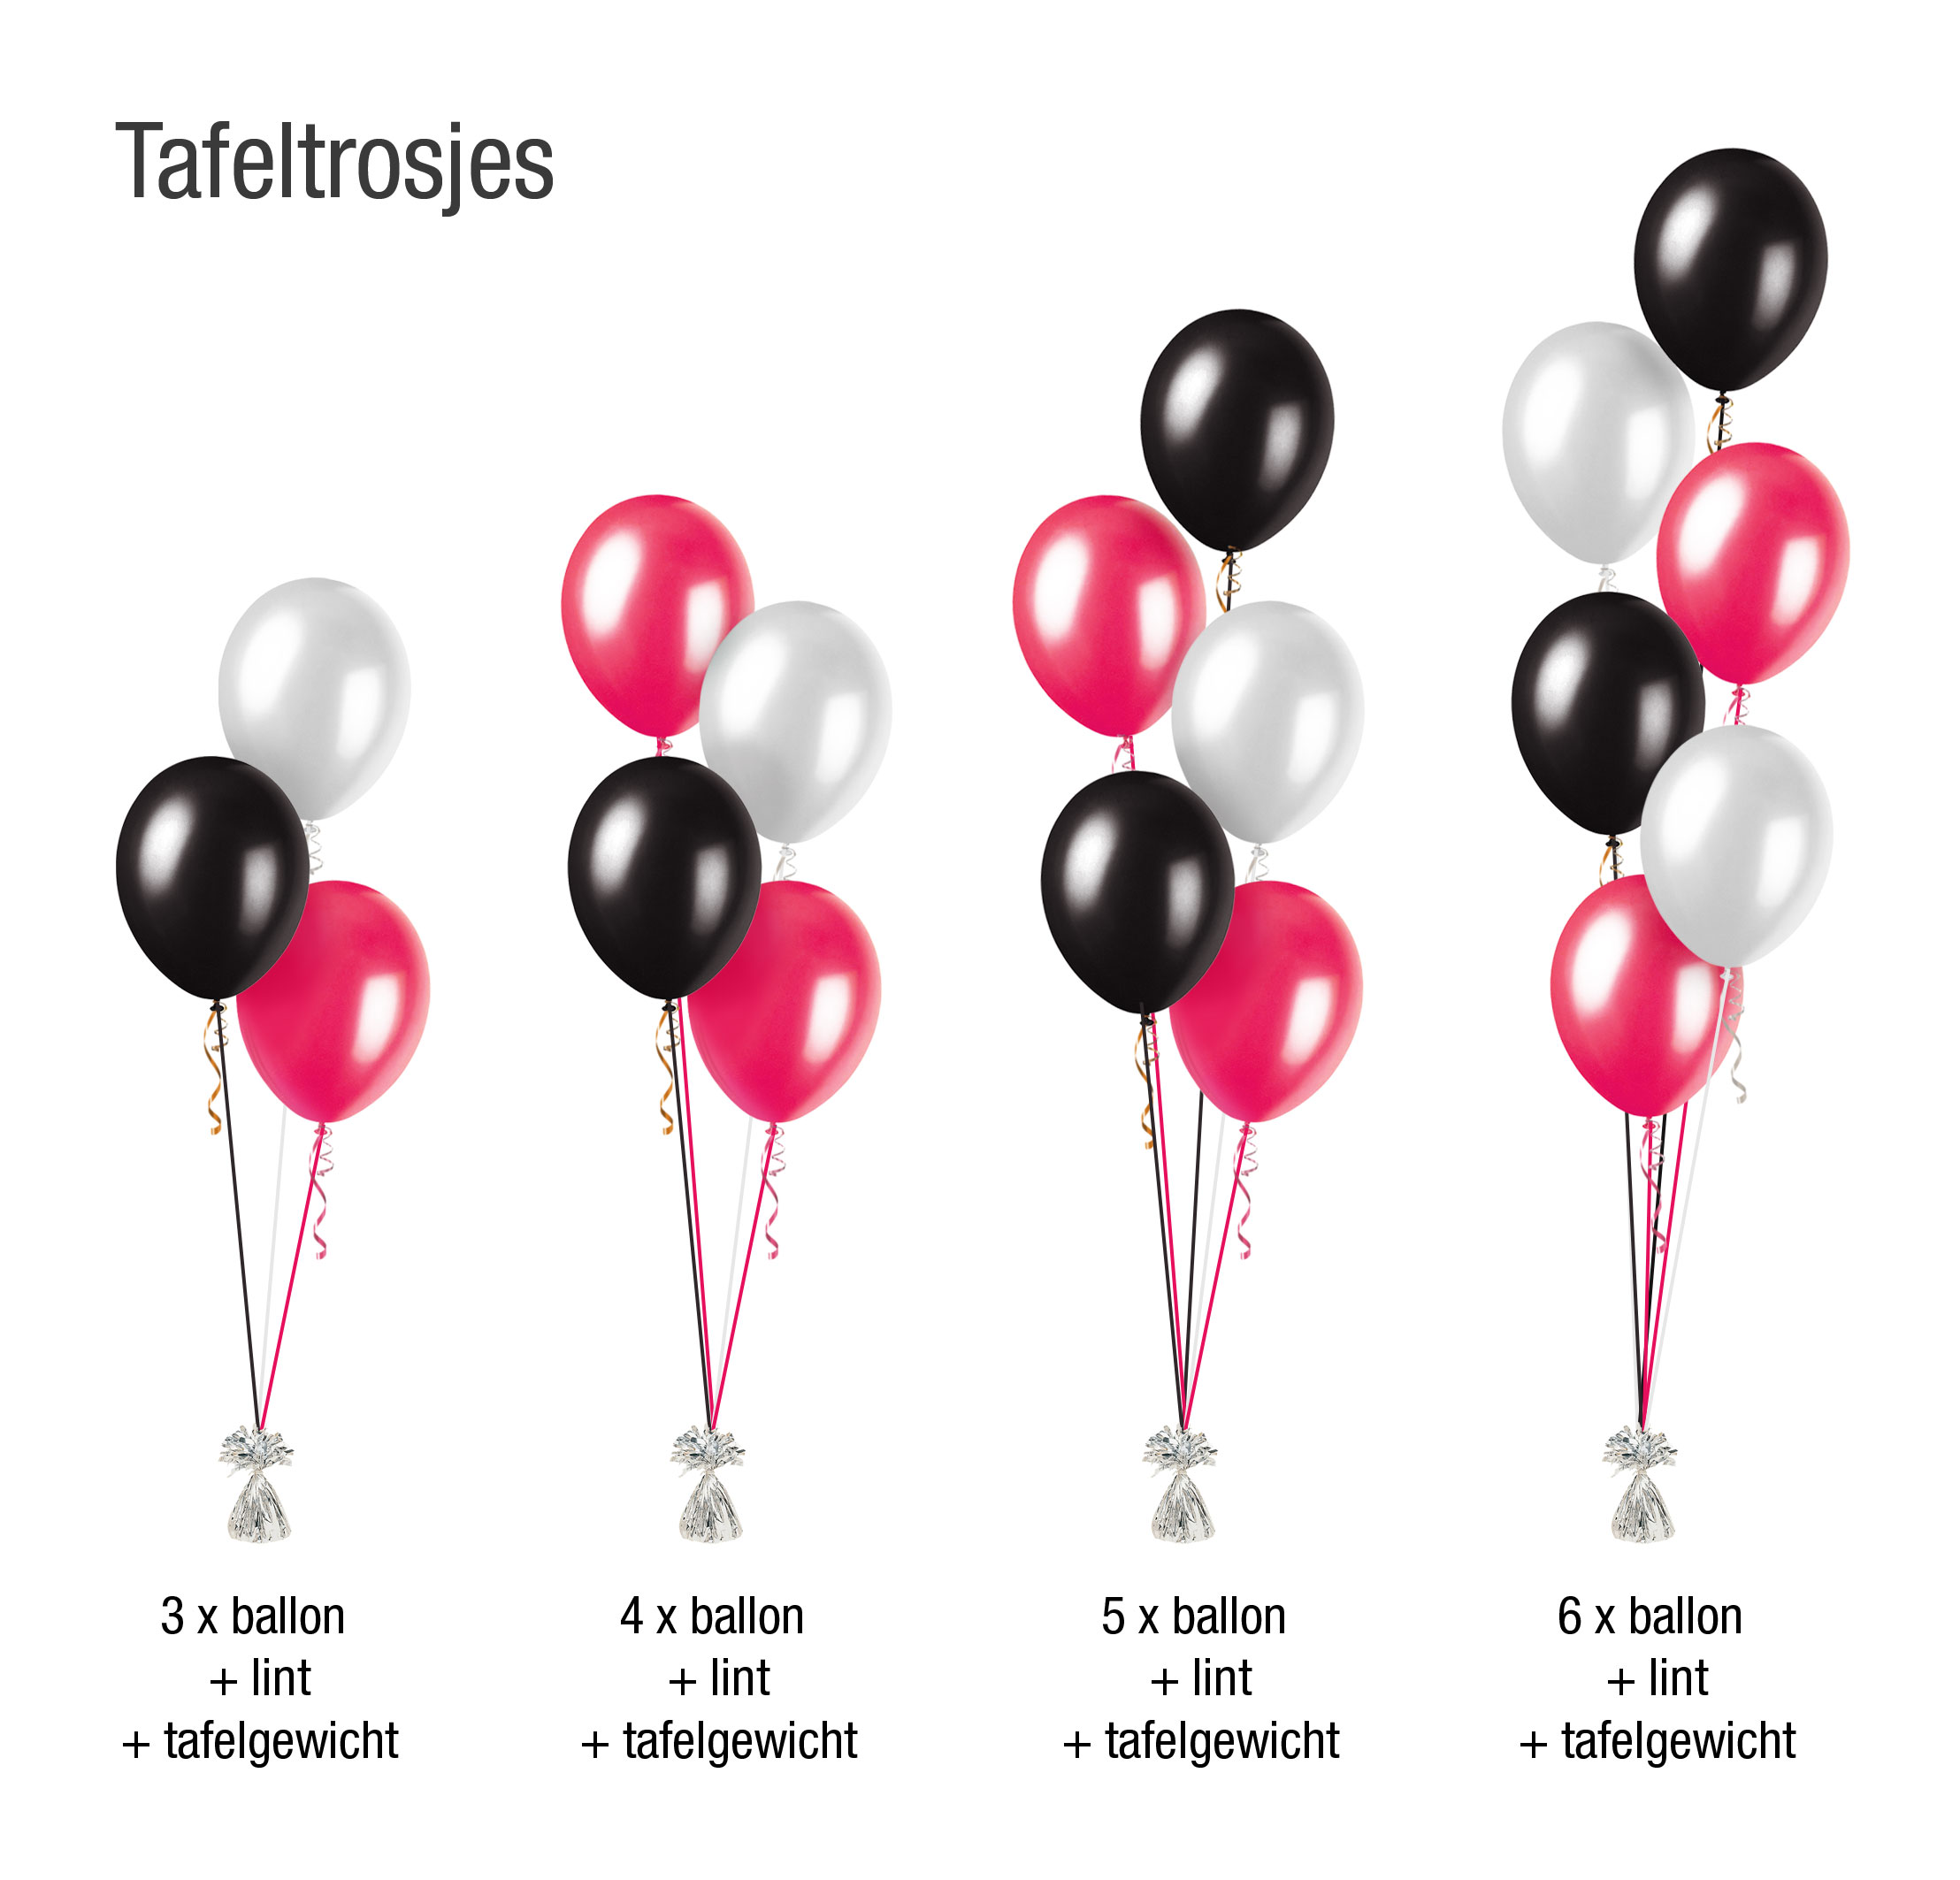 Tafeltrosjes
3 x ballon
+ lint
+ tafelgewicht
4 x ballon
+ lint
+ tafelgewicht
5 x ballon
+ lint
+ tafelgewicht
6 x ballon
+ lint
+ tafelgewicht